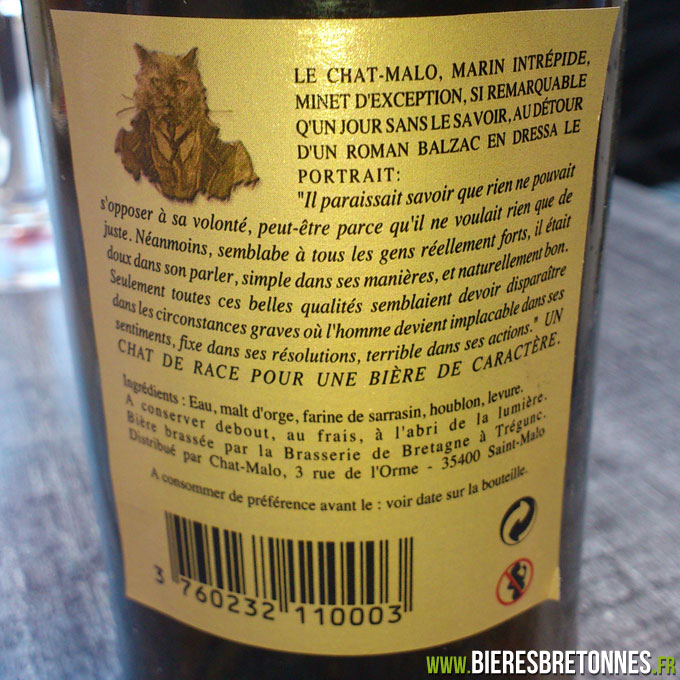 LE CHAT-MALO, MARIN INTRÉPIDE,
MINET D'EXCEPTION, SI REMARQUABLE
QU'UN JOUR SANS LE SAVOIR, AU DÉTOUR
D'UN ROMAN BALZAC EN DRESSA LE
PORTRAIT:
"Il paraissait savoir que rien ne pouvait
s'opposer à sa volonté, peut-être parce qu'il ne voulait rien que de
juste. Néanmoins, semblabe à tous les gens réellement forts, il était
doux dans son parler, simple dans ses manières, et naturellement bon.
Seulement toutes ces belles qualités semblaient devoir disparaître
dans les circonstances graves où l'homme devient implacable dans ses
sentiments, fixe dans ses résolutions, terrible dans ses actions." UN
CHAT DE RACE POUR UNE BIÈRE DE CARACTÈRE.
Ingrédients : Eau, malt d'orge, farine de sarrasin, houblon, levure.
A conserver debout, au frais, à l'abri de la lumière.
Bière brassée par la Brasserie de Bretagne à Trégunc.
Distribué par Chat-Malo, 3 rue de l'Orme - 35400 Saint-Malo
A consommer de préférence avant le : voir date sur la bouteille.
3 760232 110003
WWW.BIERESBRETONNES.FR